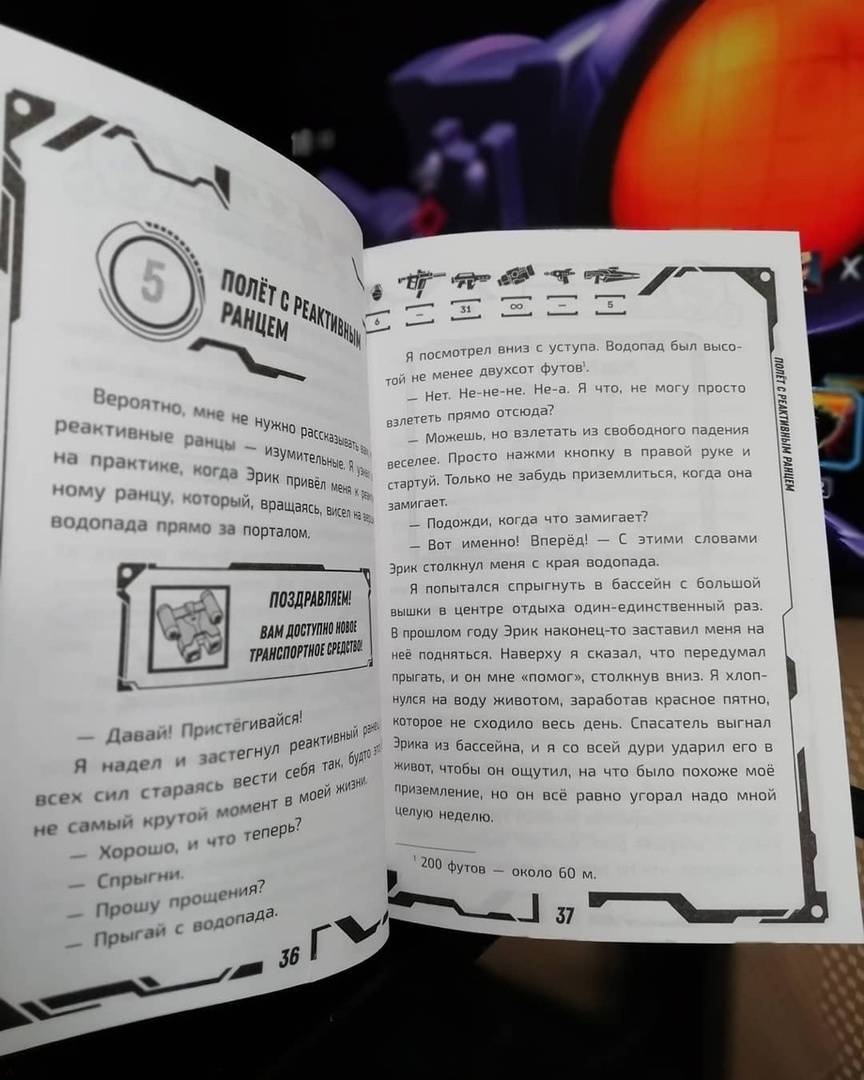 5
ПОЛЁТ С РЕАКТИВНЫМ
РАНЦЕМ
Вероятно, мне не нужно рассказывать
реактивные ранцы — изумительные. Я
на практике, когда Эрик привёл меня к
ному ранцу, который, вращаясь, висел на
водопада прямо за порталом.
ПОЗДРАВЛЯЕМ!
ВАМ ДОСТУПНО НОВОЕ
ТРАНСПОРТНОЕ СРЕДСТВО!
— Давай! Пристёгивайся!
Я надел и застегнул реактивный
всех сил стараясь вести себя так, будто
не самый крутой момент в моей жизни.
— Хорошо, и что теперь?
— Спрыгни.
— Прошу прощения?
— Прыгай с водопада.
36
6 – 31 ∞ – 5
Я посмотрел вниз с уступа. Водопад был высо-
той не менее двухсот футов¹.
— Нет. Не-не-не. Не-а. Я что, не могу просто
взлететь прямо отсюда?
— Можешь, но взлетать из свободного падения
веселее. Просто нажми кнопку в правой руке и
стартуй. Только не забудь приземлиться, когда она
замигает.
— Подожди, когда что замигает?
— Вот именно! Вперёд! — С этими словами
Эрик столкнул меня с края водопада.
Я попытался спрыгнуть в бассейн с большой
вышки в центре отдыха один-единственный раз.
В прошлом году Эрик наконец-то заставил меня на
неё подняться. Наверху я сказал, что передумал
прыгать, и он мне «помог», столкнув вниз. Я хлоп-
нулся на воду животом, заработав красное пятно,
которое не сходило весь день. Спасатель выгнал
Эрика из бассейна, и я со всей дури ударил его в
живот, чтобы он ощутил, на что было похоже моё
приземление, но он всё равно угорал надо мной
целую неделю.
¹ 200 футов — около 60 м.
37
ПОЛЁТ С РЕАКТИВНЫМ РАНЦЕМ